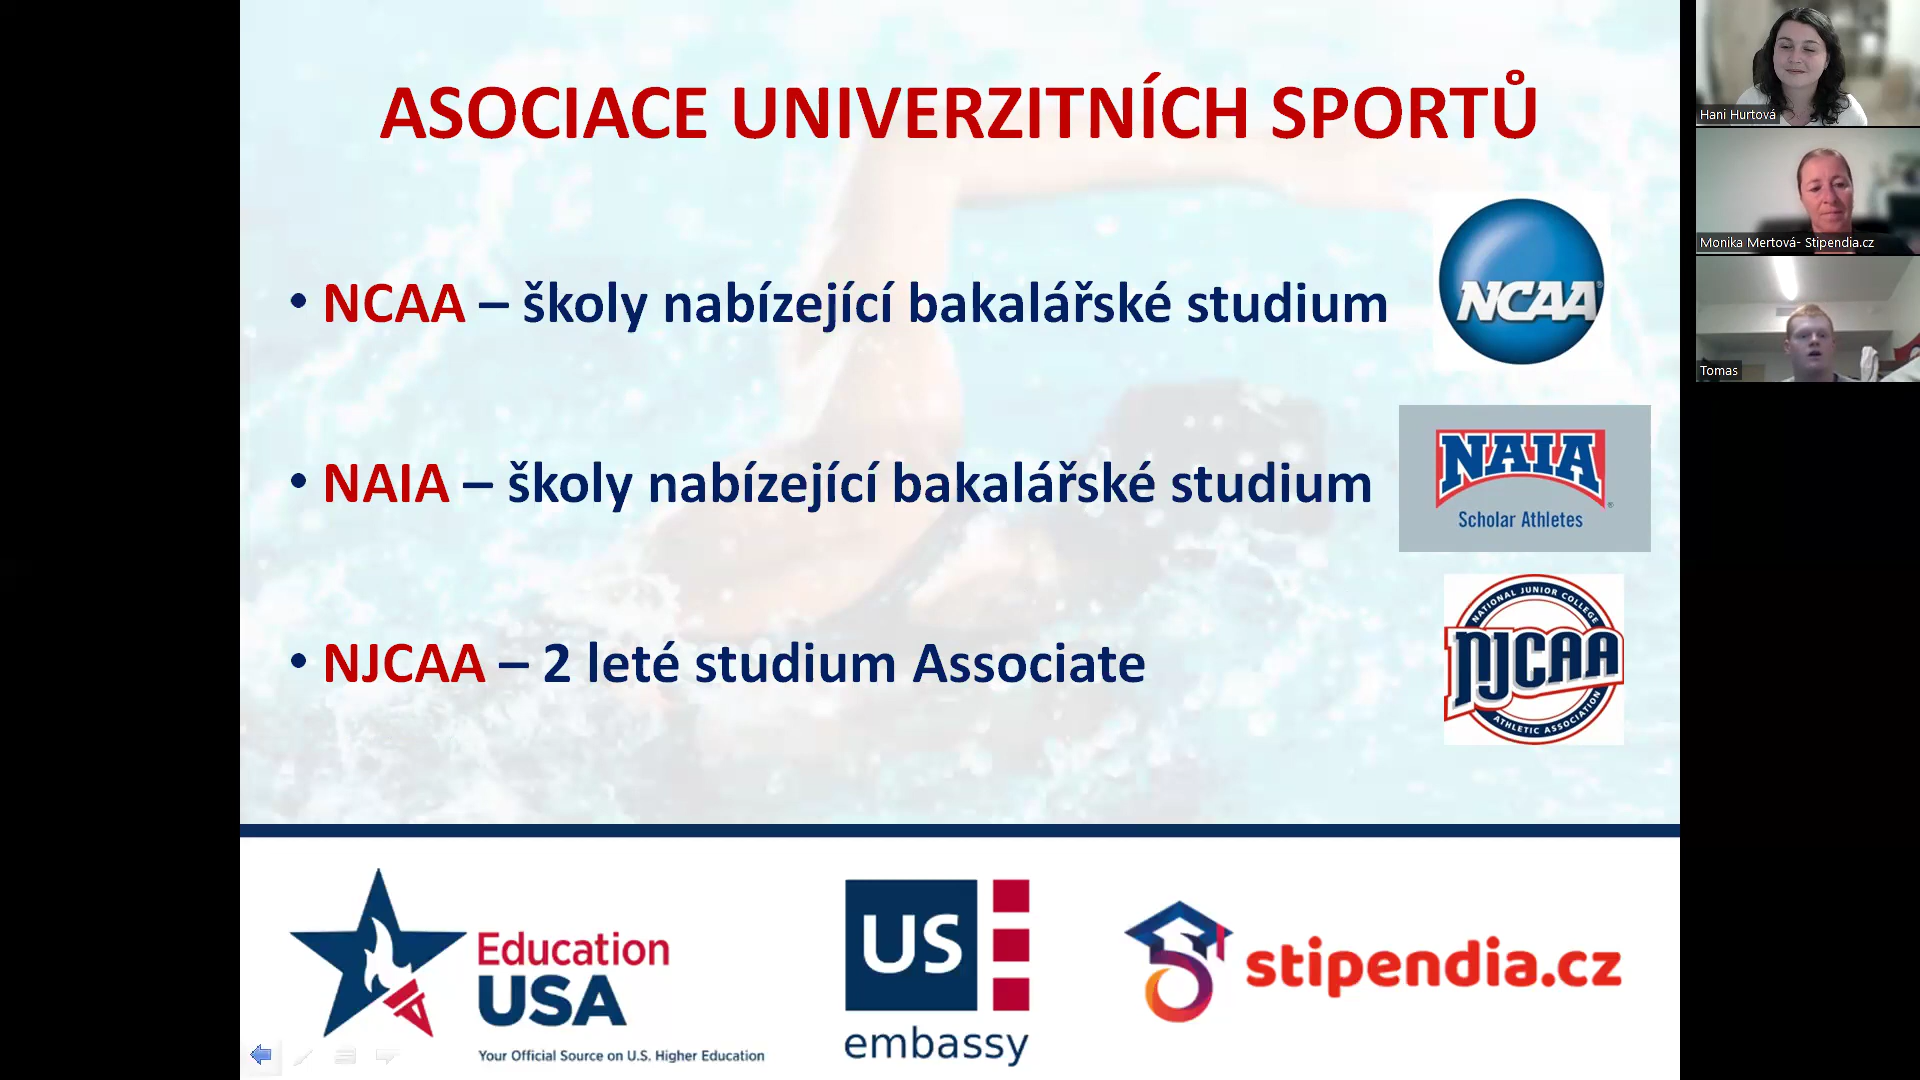 ASOCIACE UNIVERZITNÍCH SPORTŮ
• NCAA – školy nabízející bakalářské studium
NCAA®
• NAIA – školy nabízející bakalářské studium
NAIA®
Scholar Athletes
• NJCAA – 2 leté studium Associate
NATIONAL JUNIOR COLLEGE
NJCAA
ATHLETIC ASSOCIATION
Education
USA
Your Official Source on U.S. Higher Education
US
embassy
stipendia.cz
Hani Hurtová
Monika Mertová- Stipendia.cz
Tomas